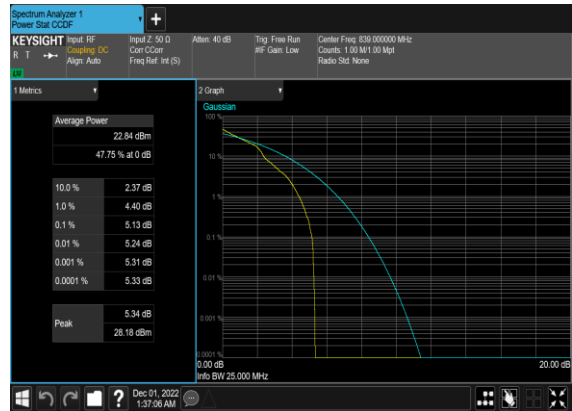 Spectrum Analyzer 1
Power Stat CCDF
KEYSIGHT
R T
LV
Input: RF
Coupling: DC
Align: Auto
Input Z: 50 Ω
Corr CCorr
Freq Ref: Int (S)
Atten: 40 dB
Trig: Free Run
#IF Gain: Low
Center Freq: 839.000000 MHz
Counts: 1.00 M/1.00 Mpt
Radio Std: None
1 Metrics
Average Power
22.84 dBm
47.75 % at 0 dB
10.0 % 2.37 dB
1.0 % 4.40 dB
0.1 % 5.13 dB
0.01 % 5.24 dB
0.001 % 5.31 dB
0.0001 % 5.33 dB
Peak
5.34 dB
28.18 dBm
2 Graph
Gaussian
100 %
10 %
1 %
0.1 %
0.01 %
0.001 %
0.0001 %
0.00 dB
20.00 dB
Info BW 25.000 MHz
?
Dec 01, 2022
1:37:06 AM